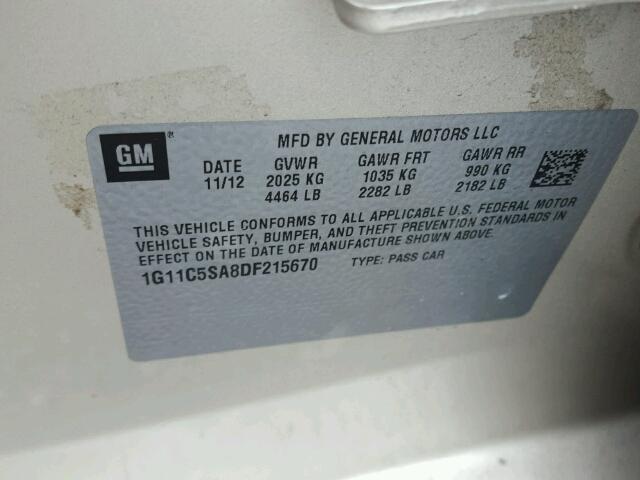 GM ®
MFD BY GENERAL MOTORS LLC
DATE GVWR GAWR FRT GAWR RR
11/12 2025 KG 1035 KG 990 KG
4464 LB 2282 LB 2182 LB
THIS VEHICLE CONFORMS TO ALL APPLICABLE U.S. FEDERAL MOTOR
VEHICLE SAFETY, BUMPER, AND THEFT PREVENTION STANDARDS IN
EFFECT ON THE DATE OF MANUFACTURE SHOWN ABOVE.
1G11C5SA8DF215670 TYPE: PASS CAR